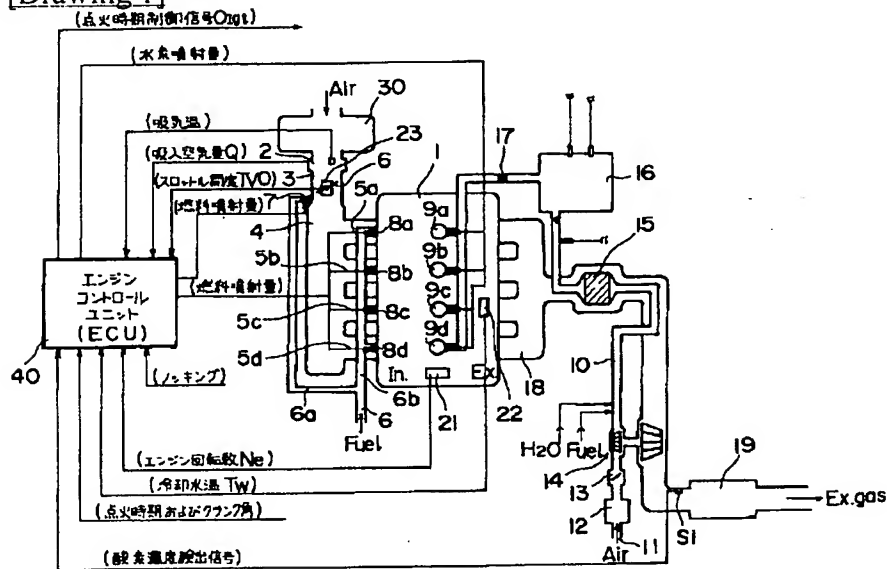 [Drawing 1]
(点火時期制御信号Θigt)
(水素噴射量)
Air
30
(吸気温)
23
17
(吸入空気量Q)
2
6
1
16
(スロットル開度TVO)
3
5a
7
(燃料噴射量)
4
8a
9a
15
5b
8b
9b
エンジン
コントロール
ユニット
(ECU)
(燃料噴射量)
5c
8c
9c
5d
8d
9d
10
40
In.
Ex.
18
22
(ノッキング)
6a
6b
21
6
Fuel
H2O
Fuel
14
19
(エンジン回転数Ne)
13
(冷却水温Tw)
12
S1
Ex.gas
(点火時期およびクランク角)
11
Air
(酸素濃度検出信号)